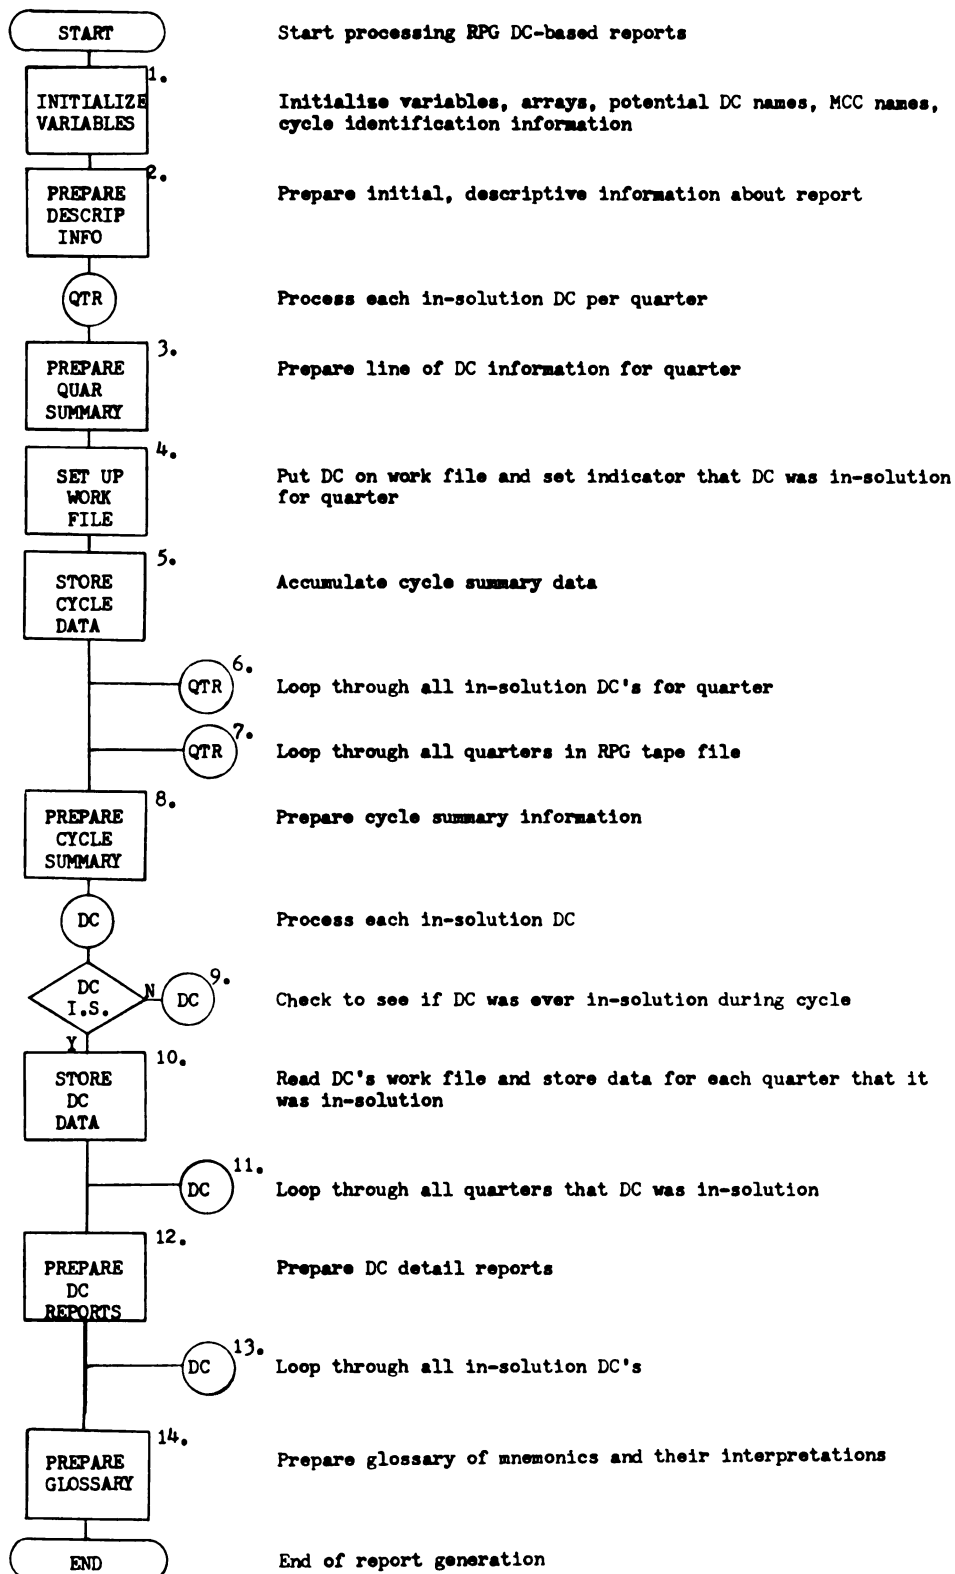 START
Start processing RPG DC-based reports
1.
INITIALIZE
VARIABLES
Initialise variables, arrays, potential DC names, MCC names,
cycle identification information
2.
PREPARE
DESCRIP
INFO
Prepare initial, descriptive information about report
QTR
Process each in-solution DC per quarter
3.
PREPARE
QUAR
SUMMARY
Prepare line of DC information for quarter
4.
SET UP
WORK
FILE
Put DC on work file and set indicator that DC was in-solution
for quarter
5.
STORE
CYCLE
DATA
Accumulate cycle summary data
6.
QTR
Loop through all in-solution DC's for quarter
7.
QTR
Loop through all quarters in RPG tape file
8.
PREPARE
CYCLE
SUMMARY
Prepare cycle summary information
DC
Process each in-solution DC
9.
DC
I.S.
N
DC
Check to see if DC was ever in-solution during cycle
Y
10.
STORE
DC
DATA
Read DC's work file and store data for each quarter that it
was in-solution
11.
DC
Loop through all quarters that DC was in-solution
12.
PREPARE
DC
REPORTS
Prepare DC detail reports
13.
DC
Loop through all in-solution DC's
14.
PREPARE
GLOSSARY
Prepare glossary of mnemonics and their interpretations
END
End of report generation